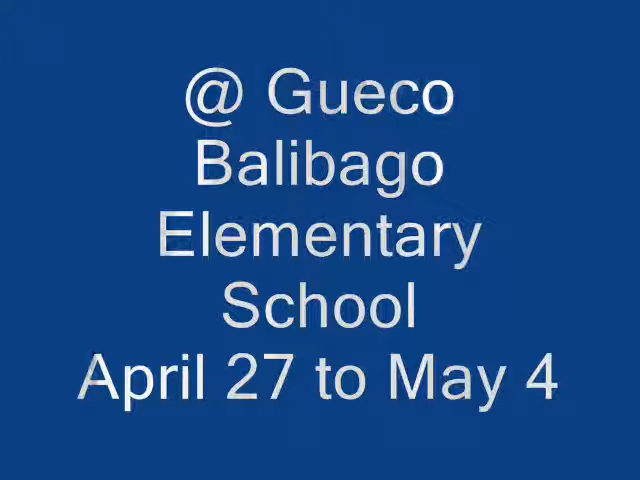 @ Gueco
Balibago
Elementary
School
April 27 to May 4